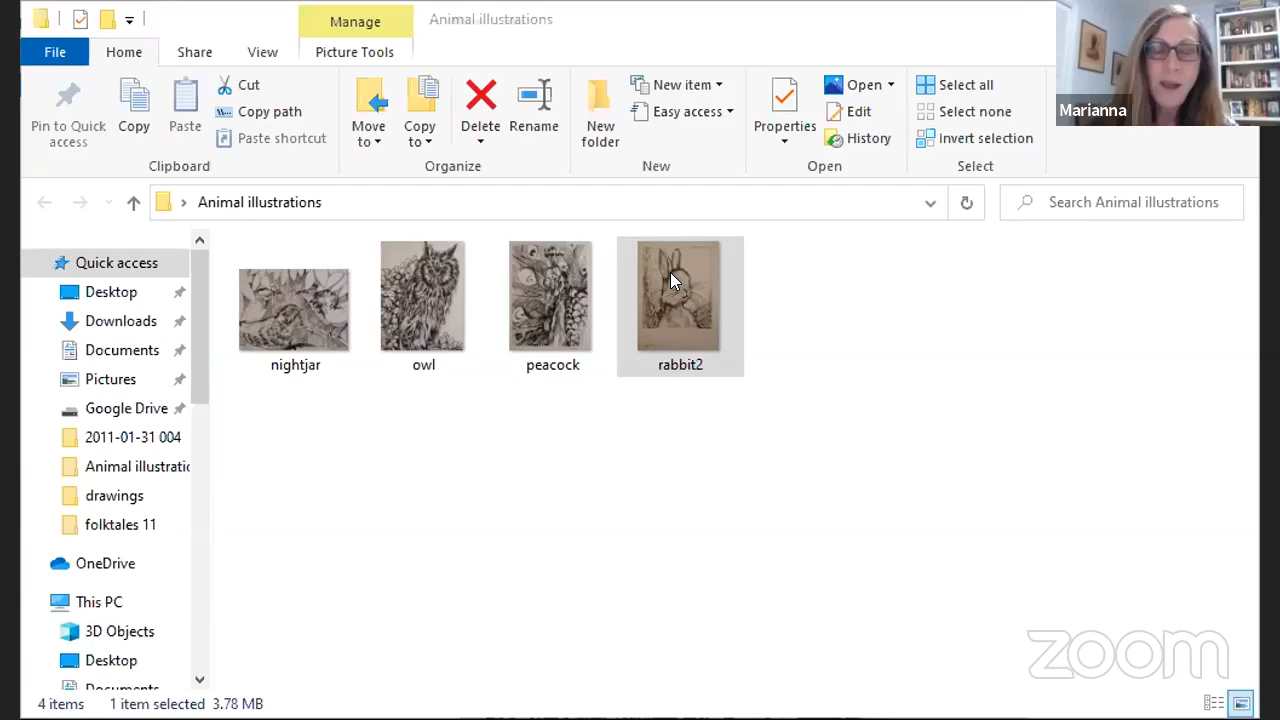 Manage
Animal illustrations
File
Home
Share
View
Picture Tools
Pin to Quick access
Copy
Paste
Cut
Copy path
Paste shortcut
Clipboard
Move to
Copy to
Delete
Rename
Organize
New folder
New item
Easy access
New
Properties
Open
Edit
History
Open
Select all
Select none
Invert selection
Select
Marianna
Animal illustrations
Search Animal illustrations
Quick access
Desktop
Downloads
Documents
Pictures
Google Drive
2011-01-31 004
Animal illustratic
drawings
folktales 11
OneDrive
This PC
3D Objects
Desktop
Documents
nightjar
owl
peacock
rabbit2
zoom
4 items
1 item selected 3.78 MB